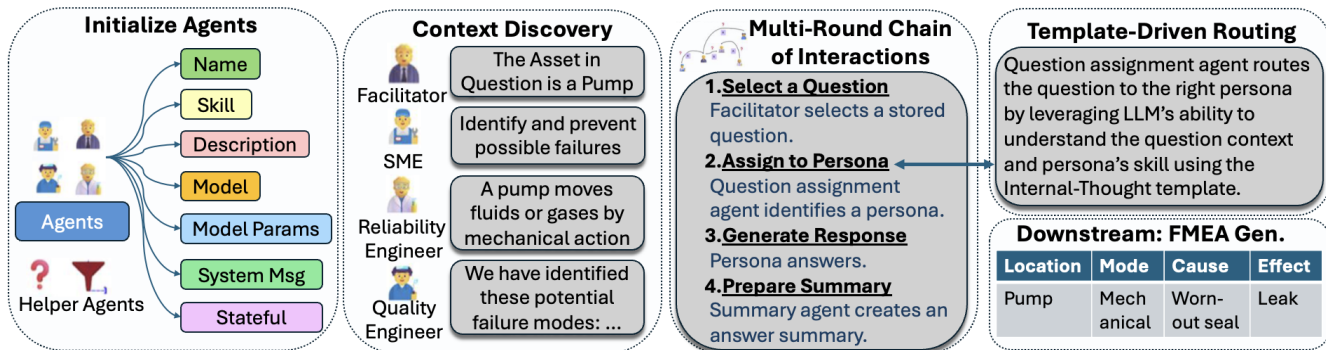 Initialize Agents
Name
Skill
Description
Model
Agents
Model Params
System Msg
Helper Agents
Stateful
Context Discovery
Facilitator
The Asset in
Question is a Pump
SME
Identify and prevent
possible failures
Reliability
Engineer
A pump moves
fluids or gases by
mechanical action
Quality
Engineer
We have identified
these potential
failure modes: ...
Multi-Round Chain
of Interactions
1.Select a Question
Facilitator selects a stored
question.
2.Assign to Persona
Question assignment
agent identifies a persona.
3.Generate Response
Persona answers.
4.Prepare Summary
Summary agent creates an
answer summary.
Template-Driven Routing
Question assignment agent routes
the question to the right persona
by leveraging LLM's ability to
understand the question context
and persona's skill using the
Internal-Thought template.
Downstream: FMEA Gen.
Location Mode Cause Effect
Pump Mech Worn- Leak
anical out seal